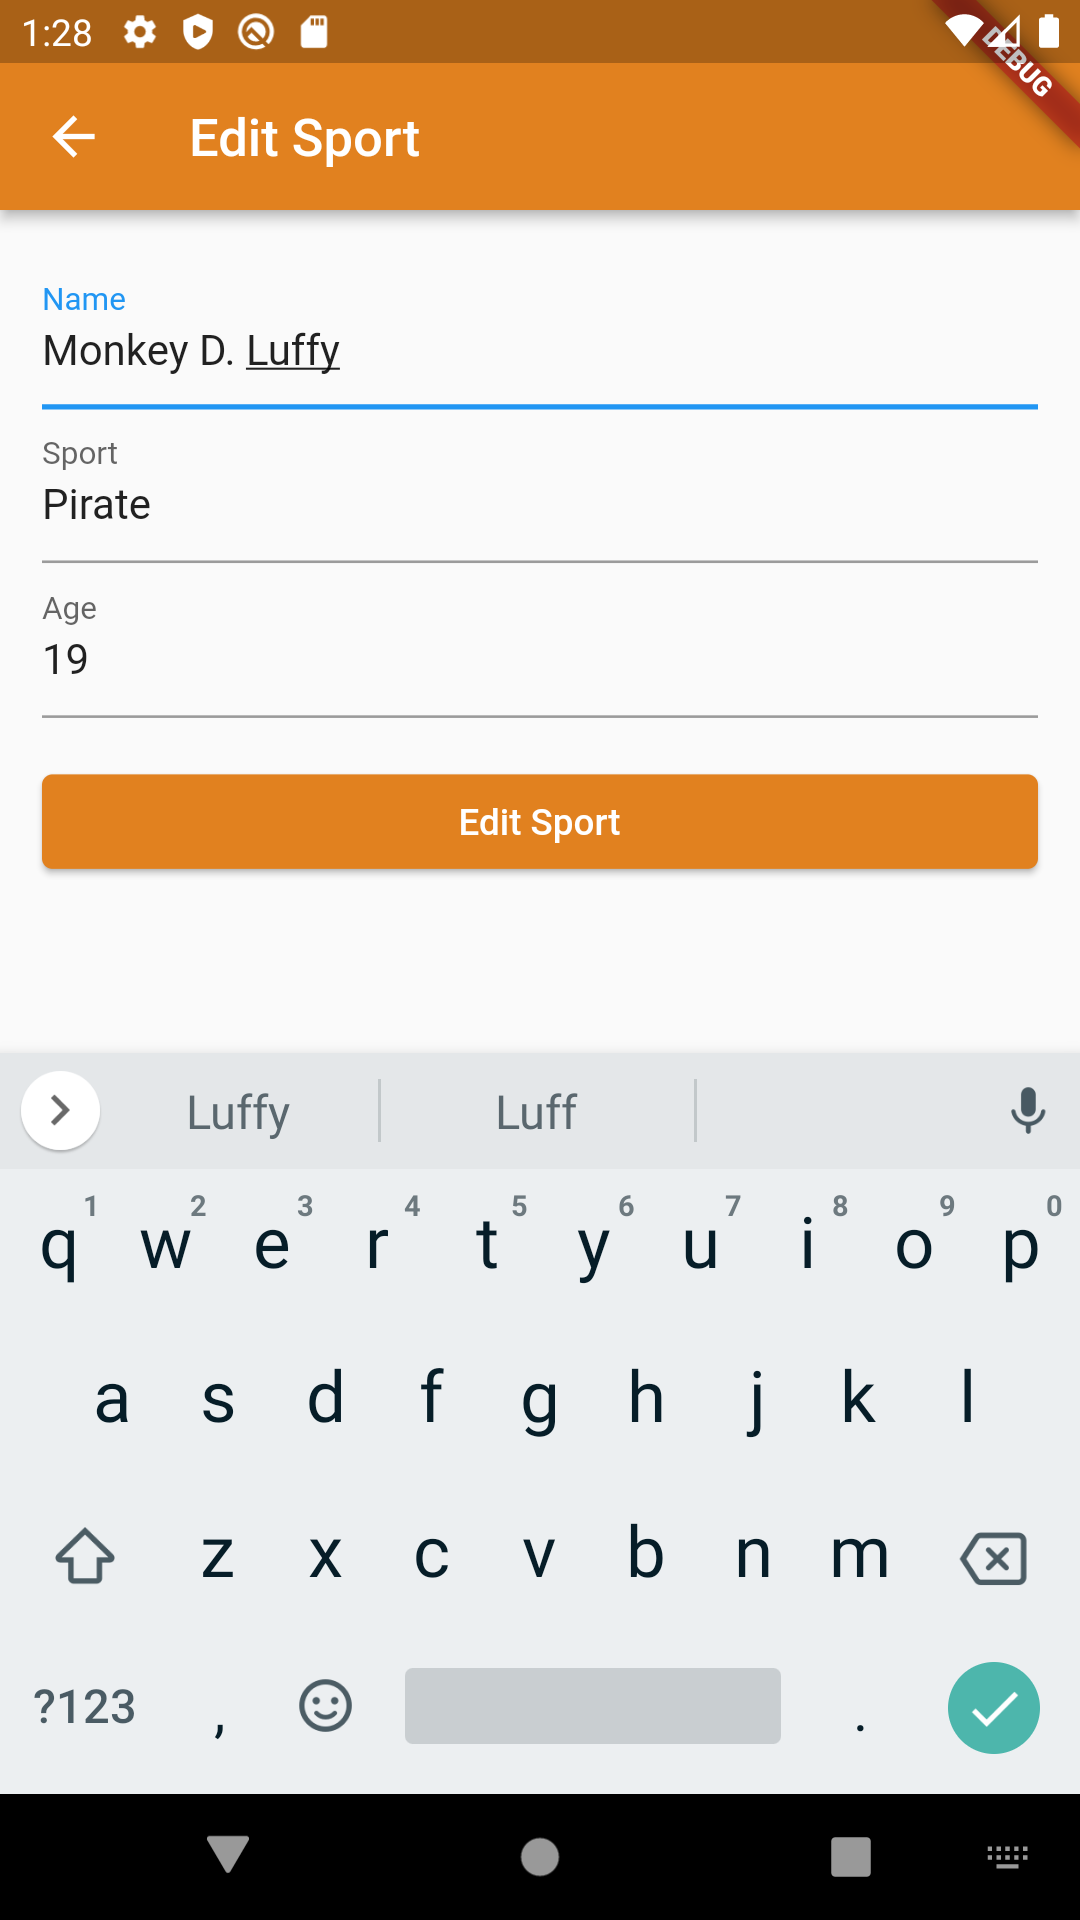 1:28
DEBUG
Edit Sport
Name
Monkey D. Luffy
Sport
Pirate
Age
19
Edit Sport
Luffy Luff
1 2 3 4 5 6 7 8 9 0
q w e r t y u i o p
a s d f g h j k l
z x c v b n m
?123 , .